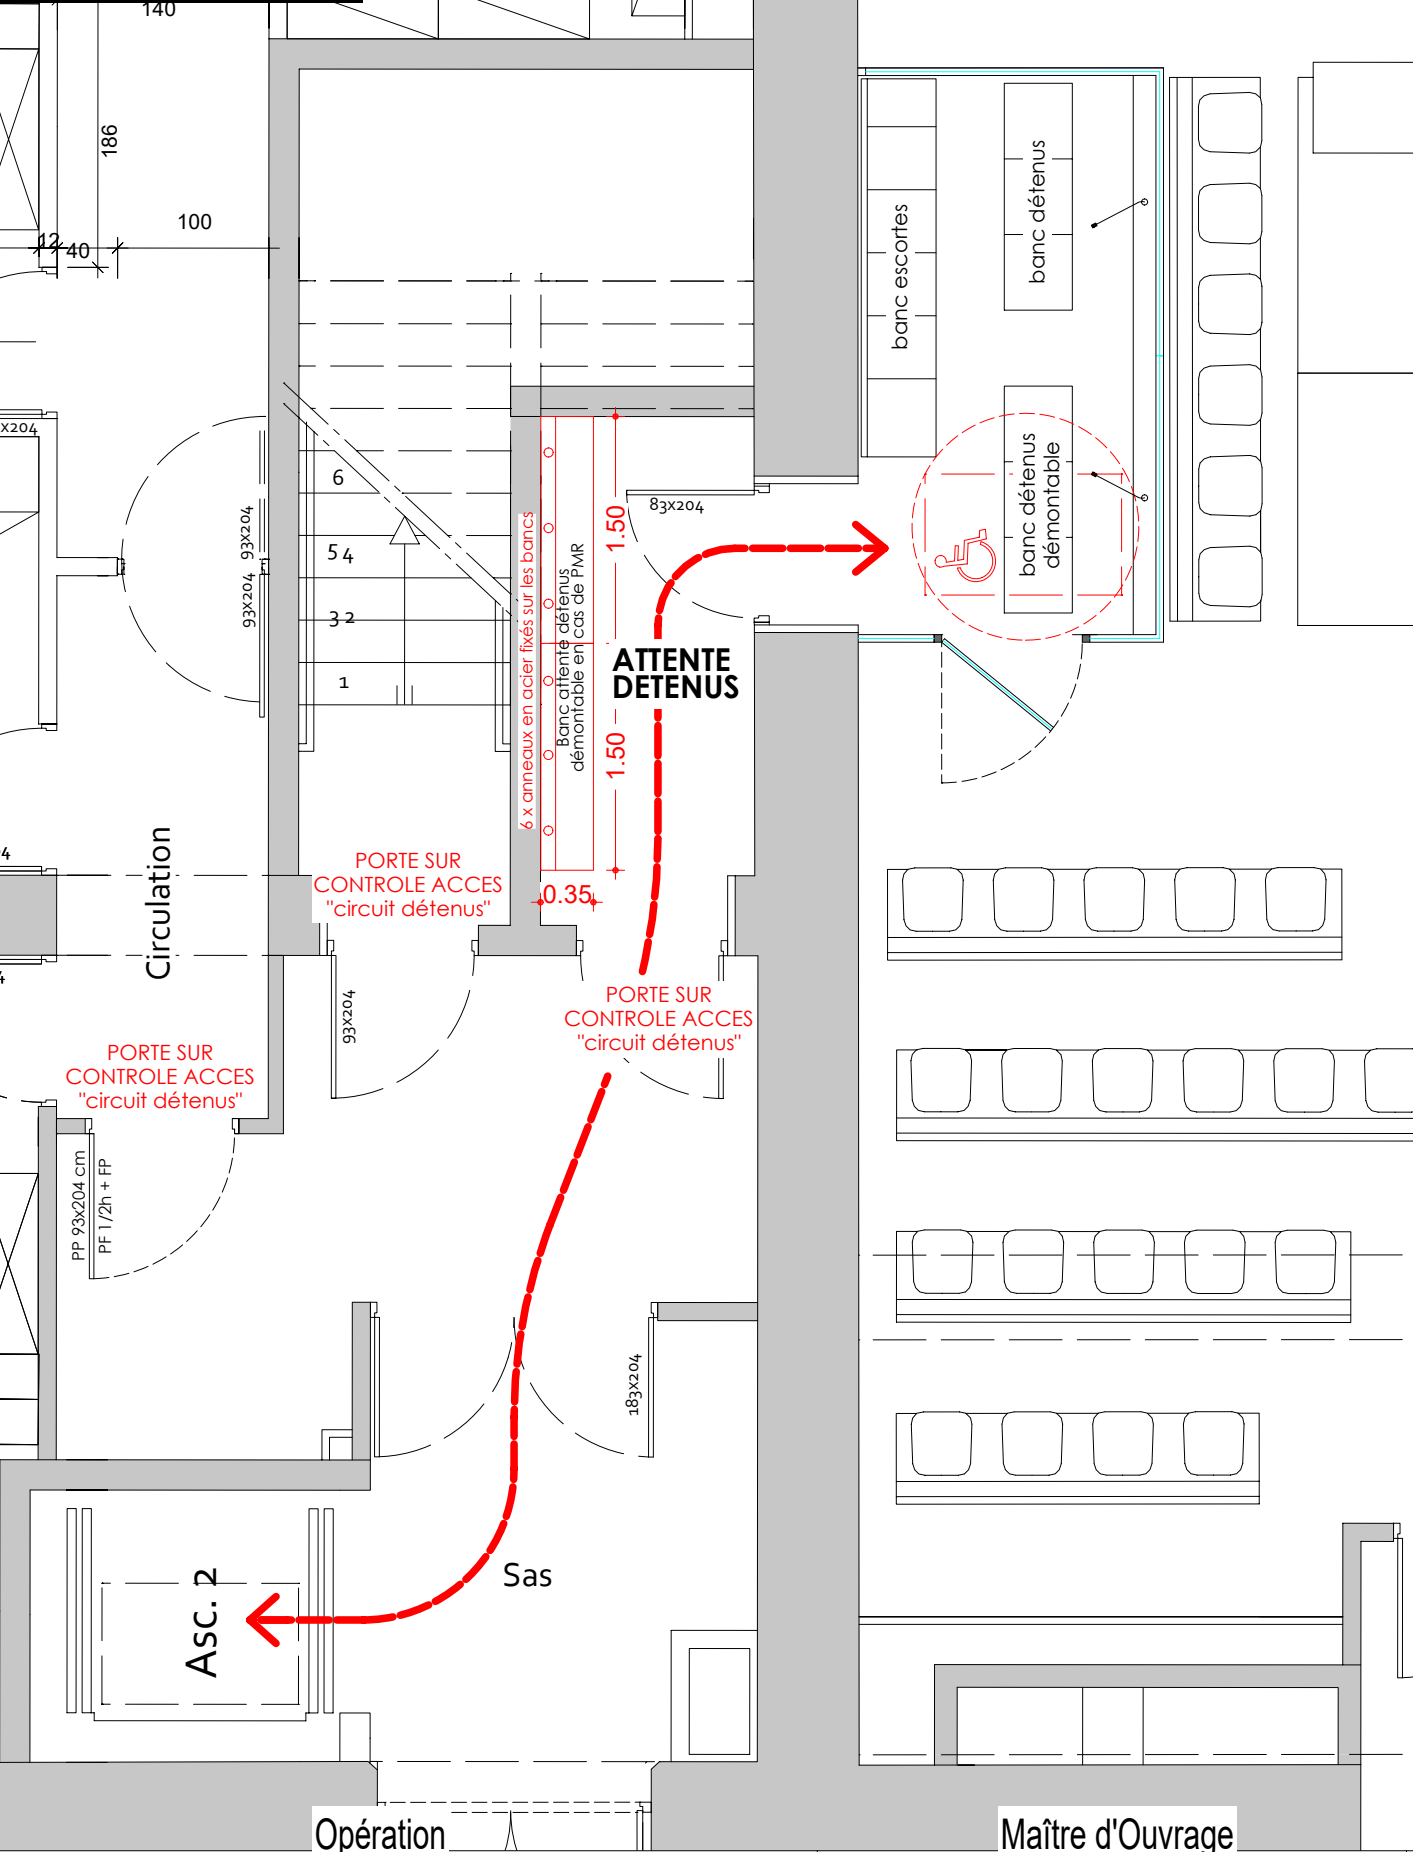 140
186
100
12
40
x204
93x204
93x204
6
5 4
3 2
1
6 x anneaux en acier fixés sur les bancs
Banc attente détenus
démontable en cas de PMR
1.50
1.50
0.35
83x204
ATTENTE
DETENUS
banc escortes
banc détenus
banc détenus
démontable
Circulation
PORTE SUR
CONTROLE ACCES
"circuit détenus"
93x204
PORTE SUR
CONTROLE ACCES
"circuit détenus"
PORTE SUR
CONTROLE ACCES
"circuit détenus"
PP 93x204 cm
PF 1/2h + FP
183x204
Sas
Asc. 2
Opération
Maître d'Ouvrage